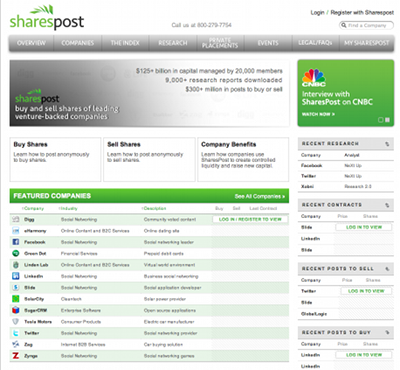 sharespost
Login / Register with Sharespost
Call us at 800-279-7754
Find a Company
OVERVIEW COMPANIES THE INDEX RESEARCH PRIVATE PLACEMENTS EVENTS LEGAL/FAQs MY SHARESPOST
$125+ billion in capital managed by 20,000 members
9,000+ research reports downloaded
$300+ million in posts to buy or sell
sharespost
buy and sell shares of leading
venture-backed companies
CNBC
Interview with
SharesPost on CNBC
WATCH NOW >
Buy Shares
Learn how to post anonymously
to buy shares.
Sell Shares
Learn how to post anonymously
to sell shares.
Company Benefits
Learn how companies use
SharesPost to create controlled
liquidity and raise new capital.
FEATURED COMPANIES See All Companies >
Company Industry Description Buy Sell Last Contract
Digg Social Networking Community voted content LOG IN / REGISTER TO VIEW
eHarmony Online Content and B2C Services Online dating site
Facebook Social Networking Social networking leader
Green Dot Financial Services Prepaid debit cards
Linden Lab Online Content and B2C Services Virtual world environment
LinkedIn Social Networking Business social networking
Slide Social Networking Social application developer
SolarCity Cleantech Solar power provider
SugarCRM Enterprise Software Open source applications
Tesla Motors Consumer Products Electric car manufacturer
Twitter Social Networking Social networking provider
Zag Internet B2B Services Car buying solution
Zynga Social Networking Social networking games
RECENT RESEARCH
Company Analyst
Facebook NeXt Up
Twitter NeXt Up
Xobni Research 2.0
RECENT CONTRACTS
Company Price Shares
Slide LOG IN TO VIEW
LinkedIn
Slide
RECENT POSTS TO SELL
Company Price Shares
Twitter LOG IN TO VIEW
Slide
GlobalLogic
RECENT POSTS TO BUY
Company Price Shares
LinkedIn LOG IN TO VIEW
LinkedIn